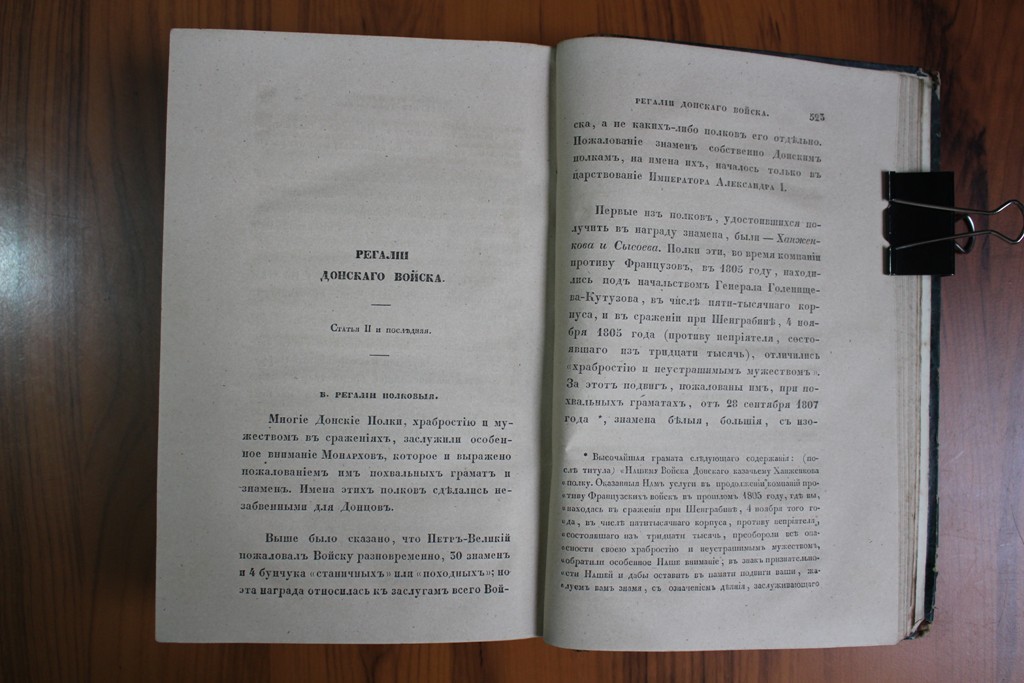 РЕГАЛІИ
ДОНСКАГО ВОЙСКА.
Статья II и послѣдняя.
В. РЕГАЛІИ ПОЛКОВЫЯ.
Многіе Донскіе Полки, храбростію и му-
жествомъ въ сраженіяхъ, заслужили особен-
ное вниманіе Монарховъ, которое и выражено
пожалованіемъ имъ похвальныхъ граматъ и
знаменъ. Имена этихъ полковъ сдѣлались не-
забвенными для Донцовъ.
Выше было сказано, что Петръ-Великій
пожаловалъ Войску разновременно, 30 знаменъ
и 4 бунчука «станичныхъ» или «походныхъ»; но
эта награда относилась къ заслугамъ всего Вой-
РЕГАЛІИ ДОНСКАГО ВОЙСКА. 523
ска, а не какихъ-либо полковъ его отдѣльно.
Пожалованіе знаменъ собственно Донскимъ
полкамъ, на имена ихъ, началось только въ
царствованіе Императора Александра I.
Первые изъ полковъ, удостоившихся по-
лучить въ награду знамена, были — Ханжен-
кова и Сысоева. Полки эти, во время компаніи
противу Французовъ, въ 1805 году, находи-
лись подъ начальствомъ Генерала Голенище-
ва-Кутузова, въ числѣ пяти-тысячнаго кор-
пуса, и въ сраженіи при Шенграбинѣ, 4 ноя-
бря 1805 года (противу непріятеля, состо-
явшаго изъ тридцати тысячь), отличились
«храбростію и неустрашимымъ мужествомъ».
За этотъ подвигъ, пожалованы имъ, при по-
хвальныхъ граматахъ, отъ 28 сентября 1807
года *, знамена бѣлыя, большія, съ изо-
* Высочайшая грамата слѣдующаго содержанія: (по-
слѣ титула) «Нашему Войска Донскаго казачьему Ханженкова
«полку. Оказанныя Намъ услуги въ продолженіи компаніи про-
«тиву Французскихъ войскъ въ прошломъ 1805 году, гдѣ вы,
«находясь въ сраженіи при Шенграбинѣ, 4 ноября того го-
«да, въ числѣ пятитысячнаго корпуса, противу непріятеля,
«состоявшаго изъ тридцати тысячь, преобороли всѣ опа-
«сности своею храбростію и неустрашимымъ мужествомъ,
«обратили особенное Наше вниманіе; въ знакъ признательно-
«сти Нашей и дабы оставить въ памяти подвиги ваши, жа-
«луемъ вамъ знамя, съ означеніемъ дѣянія, заслуживающаго